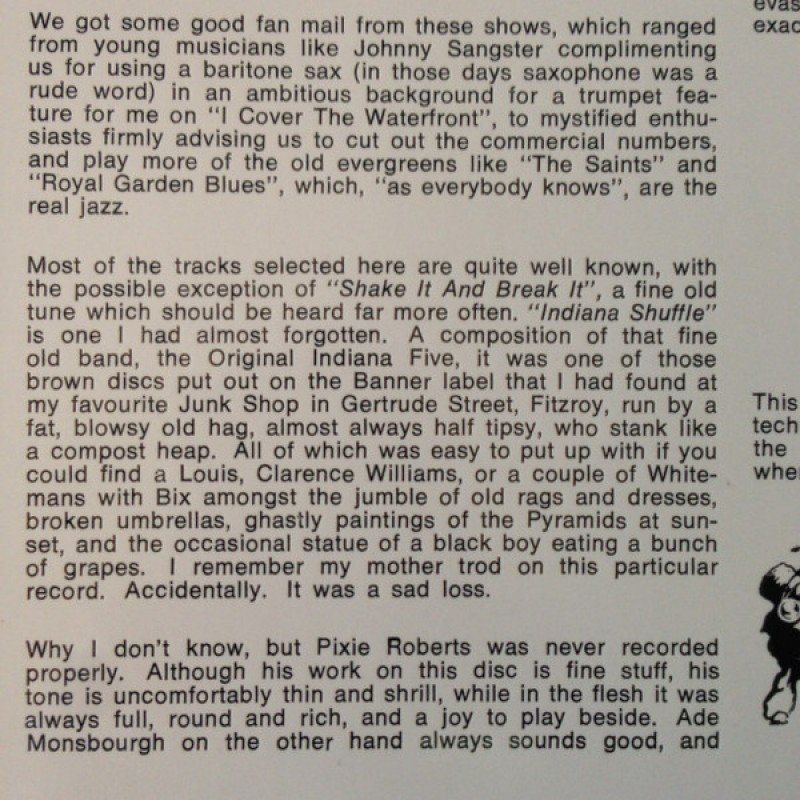 We got some good fan mail from these shows, which ranged
from young musicians like Johnny Sangster complimenting
us for using a baritone sax (in those days saxophone was a
rude word) in an ambitious background for a trumpet fea-
ture for me on "I Cover The Waterfront", to mystified enthu-
siasts firmly advising us to cut out the commercial numbers,
and play more of the old evergreens like "The Saints" and
"Royal Garden Blues", which, "as everybody knows", are the
real jazz.
Most of the tracks selected here are quite well known, with
the possible exception of "Shake It And Break It", a fine old
tune which should be heard far more often. "Indiana Shuffle"
is one I had almost forgotten. A composition of that fine
old band, the Original Indiana Five, it was one of those
brown discs put out on the Banner label that I had found at
my favourite Junk Shop in Gertrude Street, Fitzroy, run by a
fat, blowsy old hag, almost always half tipsy, who stank like
a compost heap. All of which was easy to put up with if you
could find a Louis, Clarence Williams, or a couple of White-
mans with Bix amongst the jumble of old rags and dresses,
broken umbrellas, ghastly paintings of the Pyramids at sun-
set, and the occasional statue of a black boy eating a bunch
of grapes. I remember my mother trod on this particular
record. Accidentally. It was a sad loss.
Why I don't know, but Pixie Roberts was never recorded
properly. Although his work on this disc is fine stuff, his
tone is uncomfortably thin and shrill, while in the flesh it was
always full, round and rich, and a joy to play beside. Ade
Monsbourgh on the other hand always sounds good, and
evas
exac
This
tech
the
whe